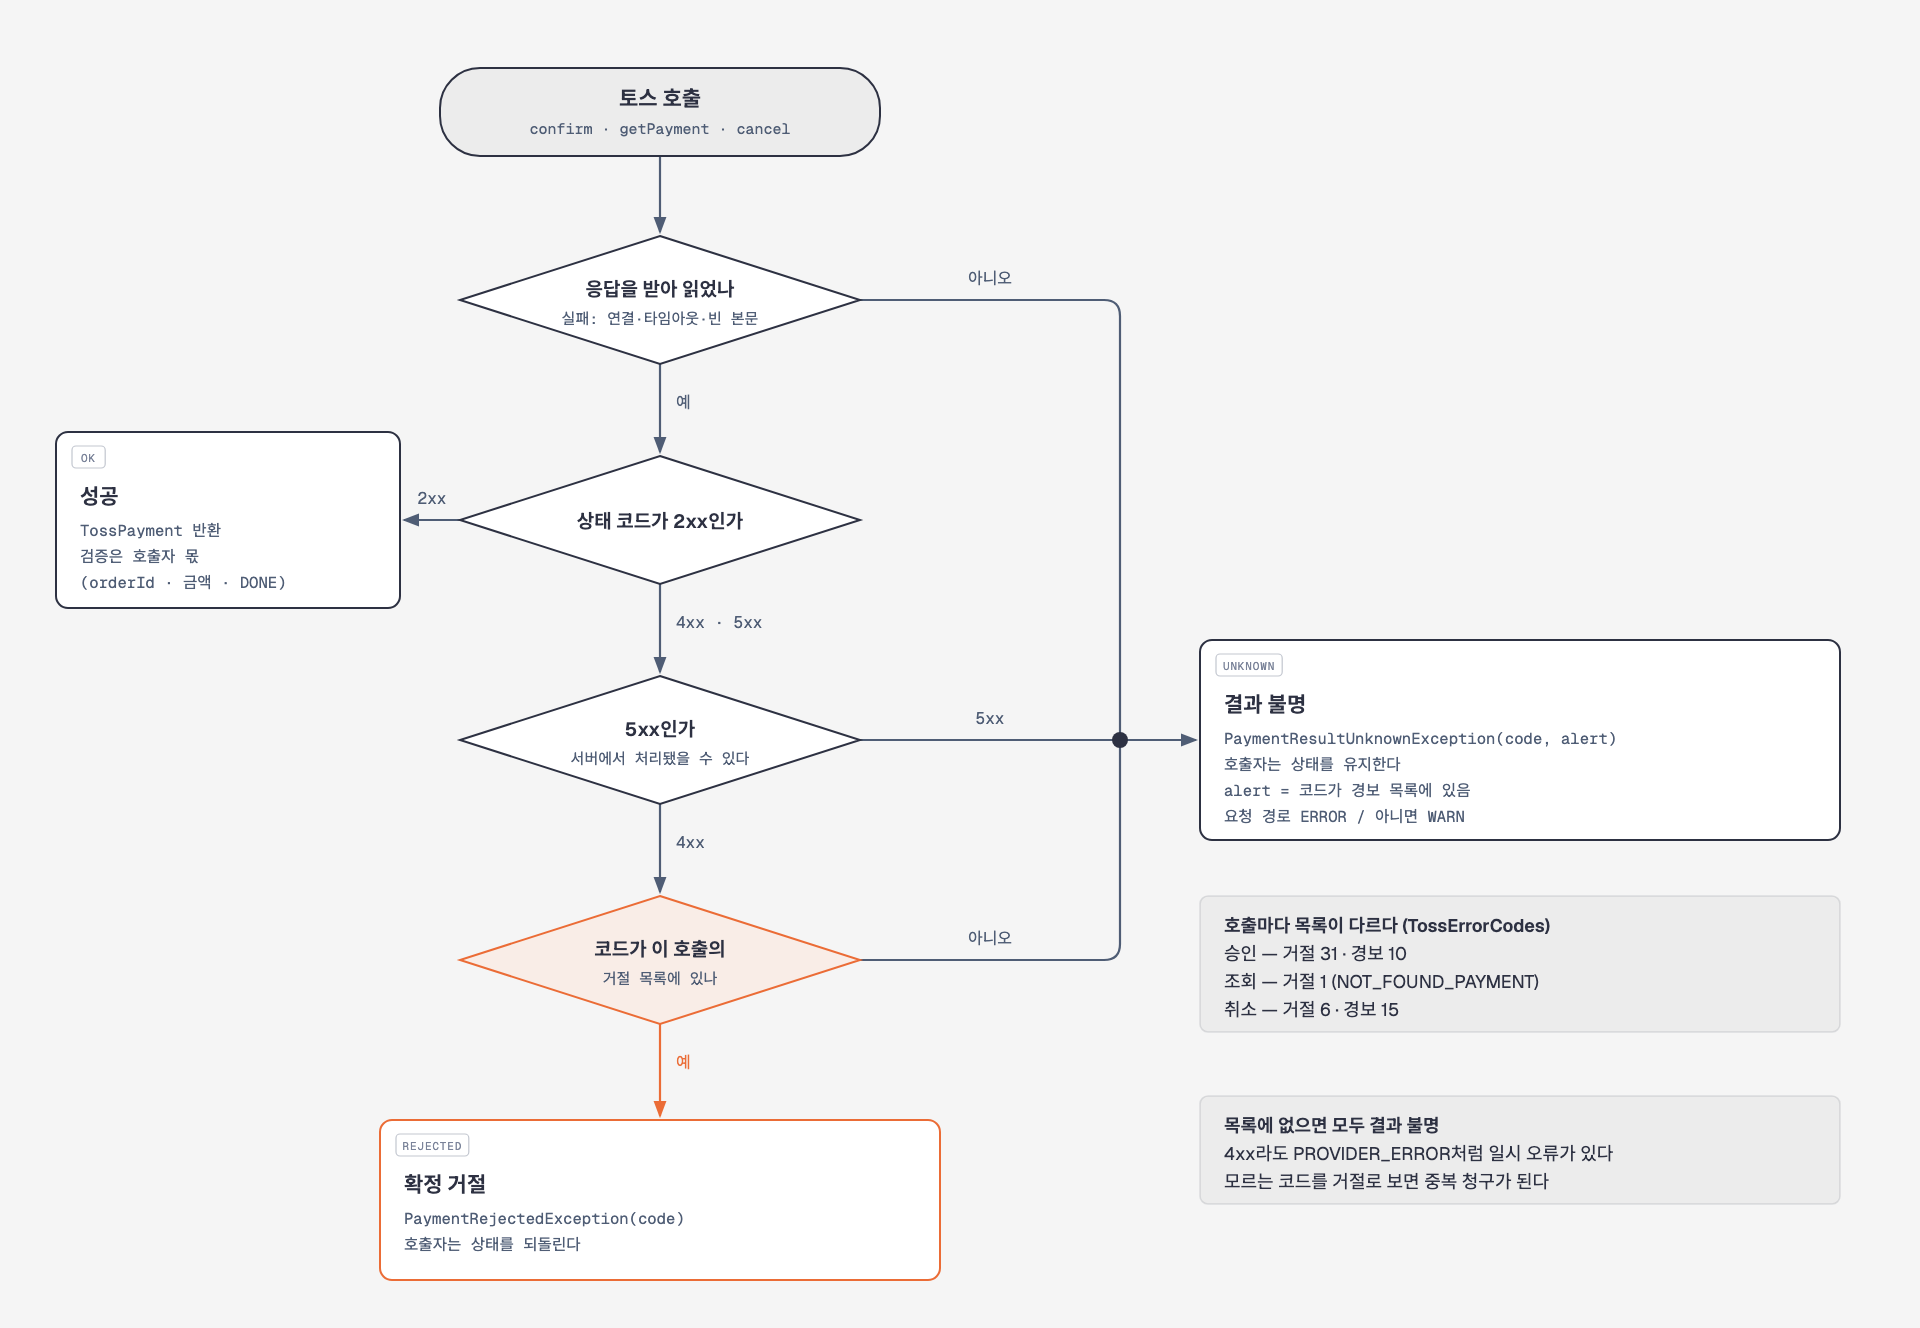 토스 호출
confirm · getPayment · cancel
응답을 받아 읽었나
실패: 연결·타임아웃·빈 본문
아니오
예
OK
성공
TossPayment 반환
검증은 호출자 몫
(orderId · 금액 · DONE)
2xx
상태 코드가 2xx인가
4xx · 5xx
5xx인가
서버에서 처리됐을 수 있다
5xx
UNKNOWN
결과 불명
PaymentResultUnknownException(code, alert)
호출자는 상태를 유지한다
alert = 코드가 경보 목록에 있음
요청 경로 ERROR / 아니면 WARN
4xx
코드가 이 호출의
거절 목록에 있나
아니오
예
호출마다 목록이 다르다 (TossErrorCodes)
승인 — 거절 31 · 경보 10
조회 — 거절 1 (NOT_FOUND_PAYMENT)
취소 — 거절 6 · 경보 15
REJECTED
확정 거절
PaymentRejectedException(code)
호출자는 상태를 되돌린다
목록에 없으면 모두 결과 불명
4xx라도 PROVIDER_ERROR처럼 일시 오류가 있다
모르는 코드를 거절로 보면 중복 청구가 된다